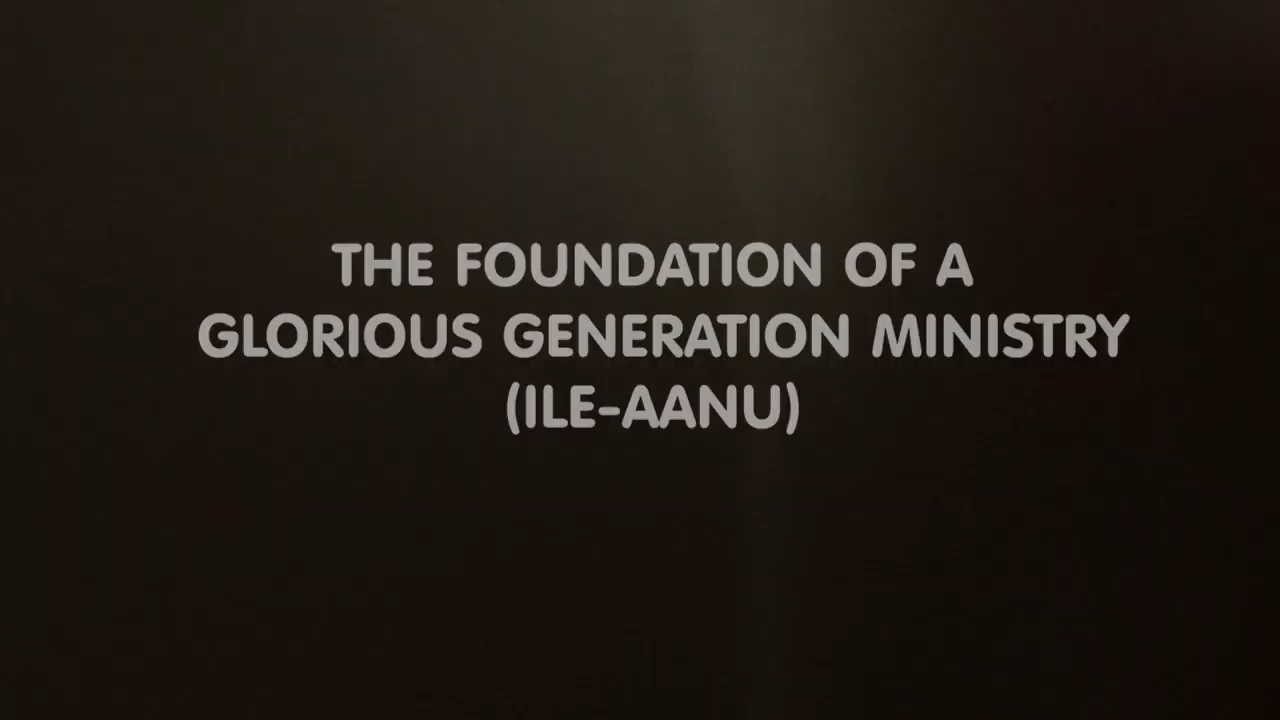 THE FOUNDATION OF A
GLORIOUS GENERATION MINISTRY
(ILE-AANU)